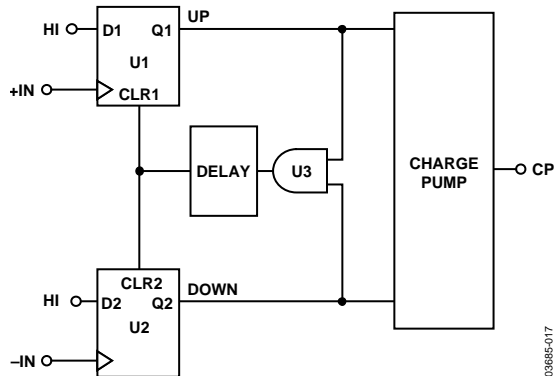 UP
HI
D1
Q1
U1
+IN
CLR1
DELAY
U3
CHARGE
PUMP
CP
CLR2
DOWN
HI
D2
Q2
U2
–IN
03685-017